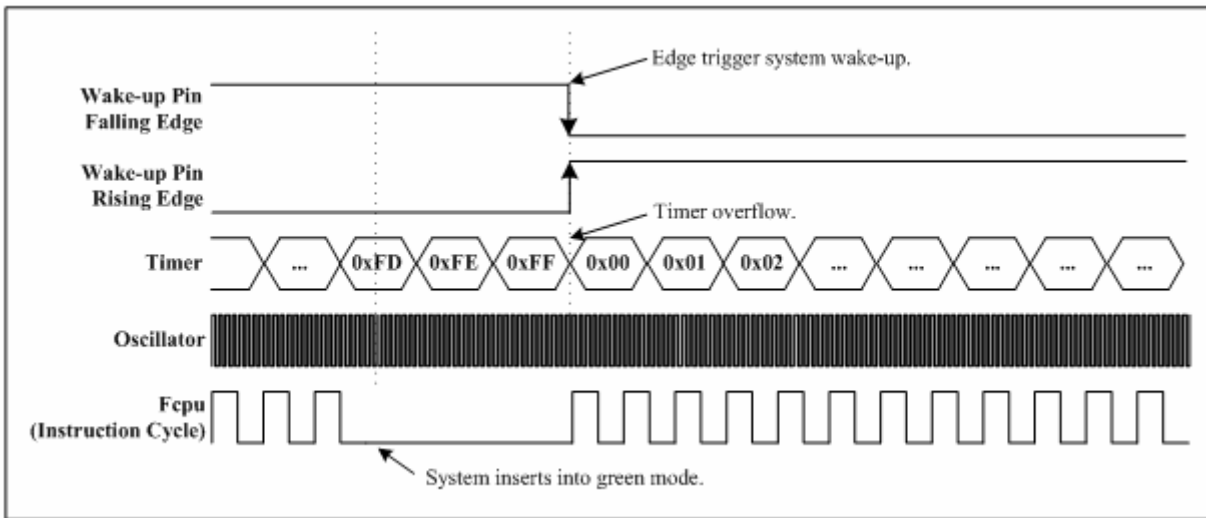 Edge trigger system wake-up.
Wake-up Pin
Falling Edge
Wake-up Pin
Rising Edge
Timer overflow.
Timer ... 0xFD 0xFE 0xFF 0x00 0x01 0x02 ... ... ... ... ...
Oscillator
Fcpu
(Instruction Cycle)
System inserts into green mode.